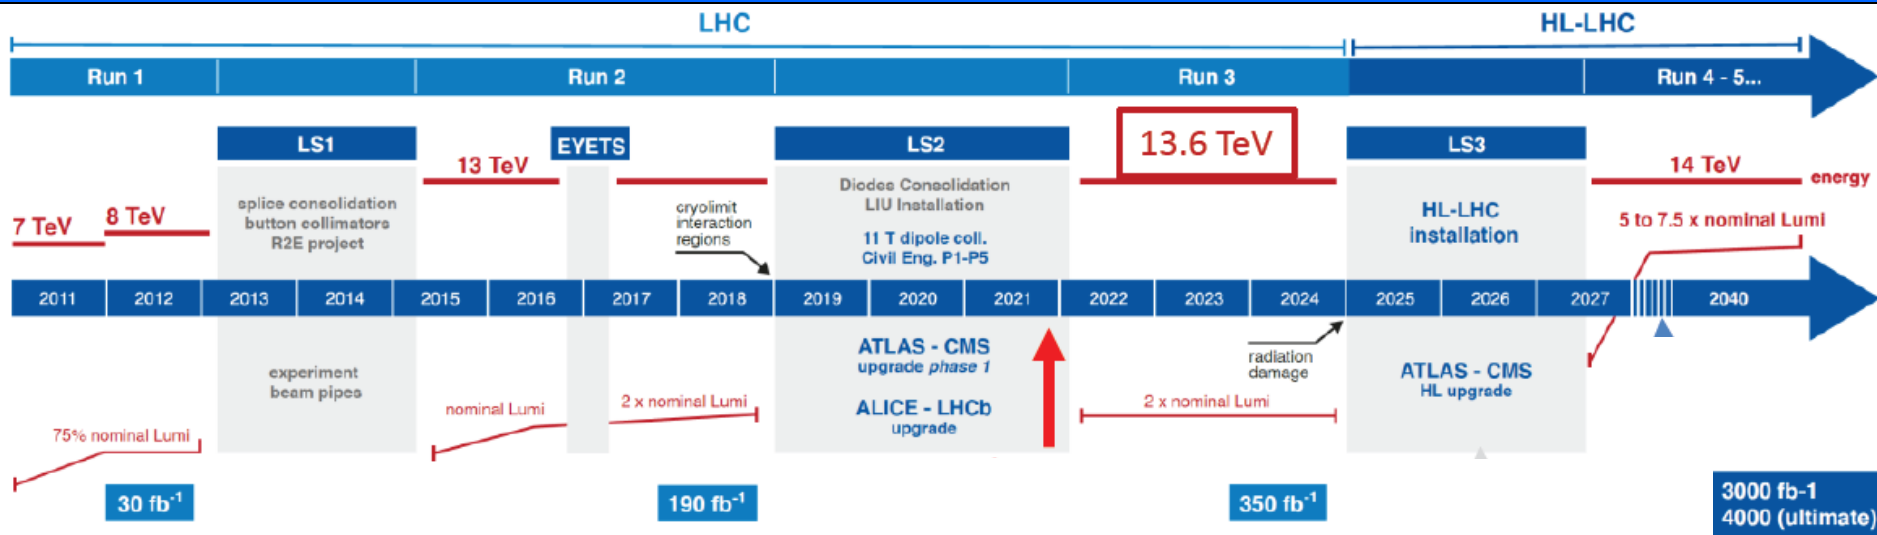 LHC
HL-LHC
Run 1
Run 2
Run 3
Run 4 - 5...
LS1
EYETS
LS2
13.6 TeV
LS3
13 TeV
14 TeV
energy
7 TeV
8 TeV
splice consolidation
button collimators
R2E project
cryolimit
interaction
regions
Diodes Consolidation
LIU Installation
11 T dipole coll.
Civil Eng. P1-P5
HL-LHC
installation
5 to 7.5 x nominal Lumi
2011
2012
2013
2014
2015
2016
2017
2018
2019
2020
2021
2022
2023
2024
2025
2026
2027
2040
experiment
beam pipes
ATLAS - CMS
upgrade phase 1
ALICE - LHCb
upgrade
radiation
damage
ATLAS - CMS
HL upgrade
75% nominal Lumi
nominal Lumi
2 x nominal Lumi
2 x nominal Lumi
30 fb⁻¹
190 fb⁻¹
350 fb⁻¹
3000 fb-1
4000 (ultimate)